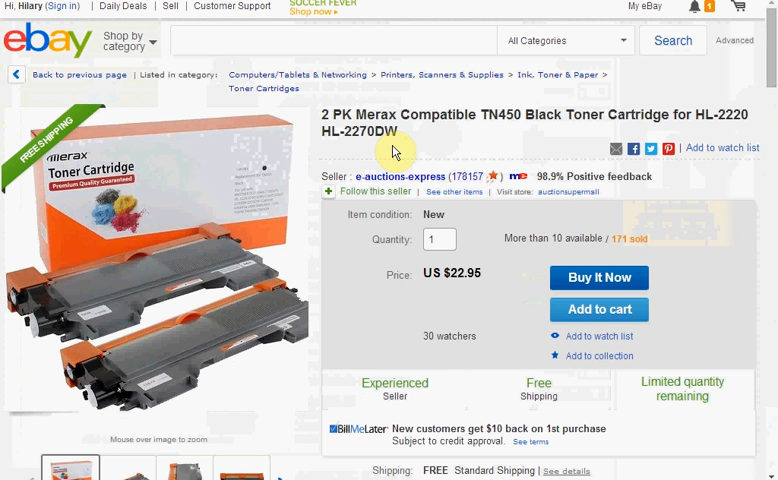 SOCCER FEVER
Hi, Hilary (Sign in) | Daily Deals | Sell | Customer Support Shop now ▸ My eBay 1
ebay Shop by category All Categories Search Advanced
Back to previous page | Listed in category: Computers/Tablets & Networking > Printers, Scanners & Supplies > Ink, Toner & Paper >
Toner Cartridges
FREE SHIPPING
merax
Toner Cartridge
Premium Quality Guaranteed
2 PK Merax Compatible TN450 Black Toner Cartridge for HL-2220
HL-2270DW
| Add to watch list
Seller : e-auctions-express (178157 ) me 98.9% Positive feedback
+ Follow this seller | See other items | Visit store: auctionsupermall
Item condition: New
Quantity: 1 More than 10 available / 171 sold
Price: US $22.95 Buy It Now
Add to cart
30 watchers Add to watch list
Add to collection
Experienced Free Limited quantity
Seller Shipping remaining
BillMeLater New customers get $10 back on 1st purchase
Subject to credit approval. See terms
Mouse over image to zoom
Shipping: FREE Standard Shipping | See details